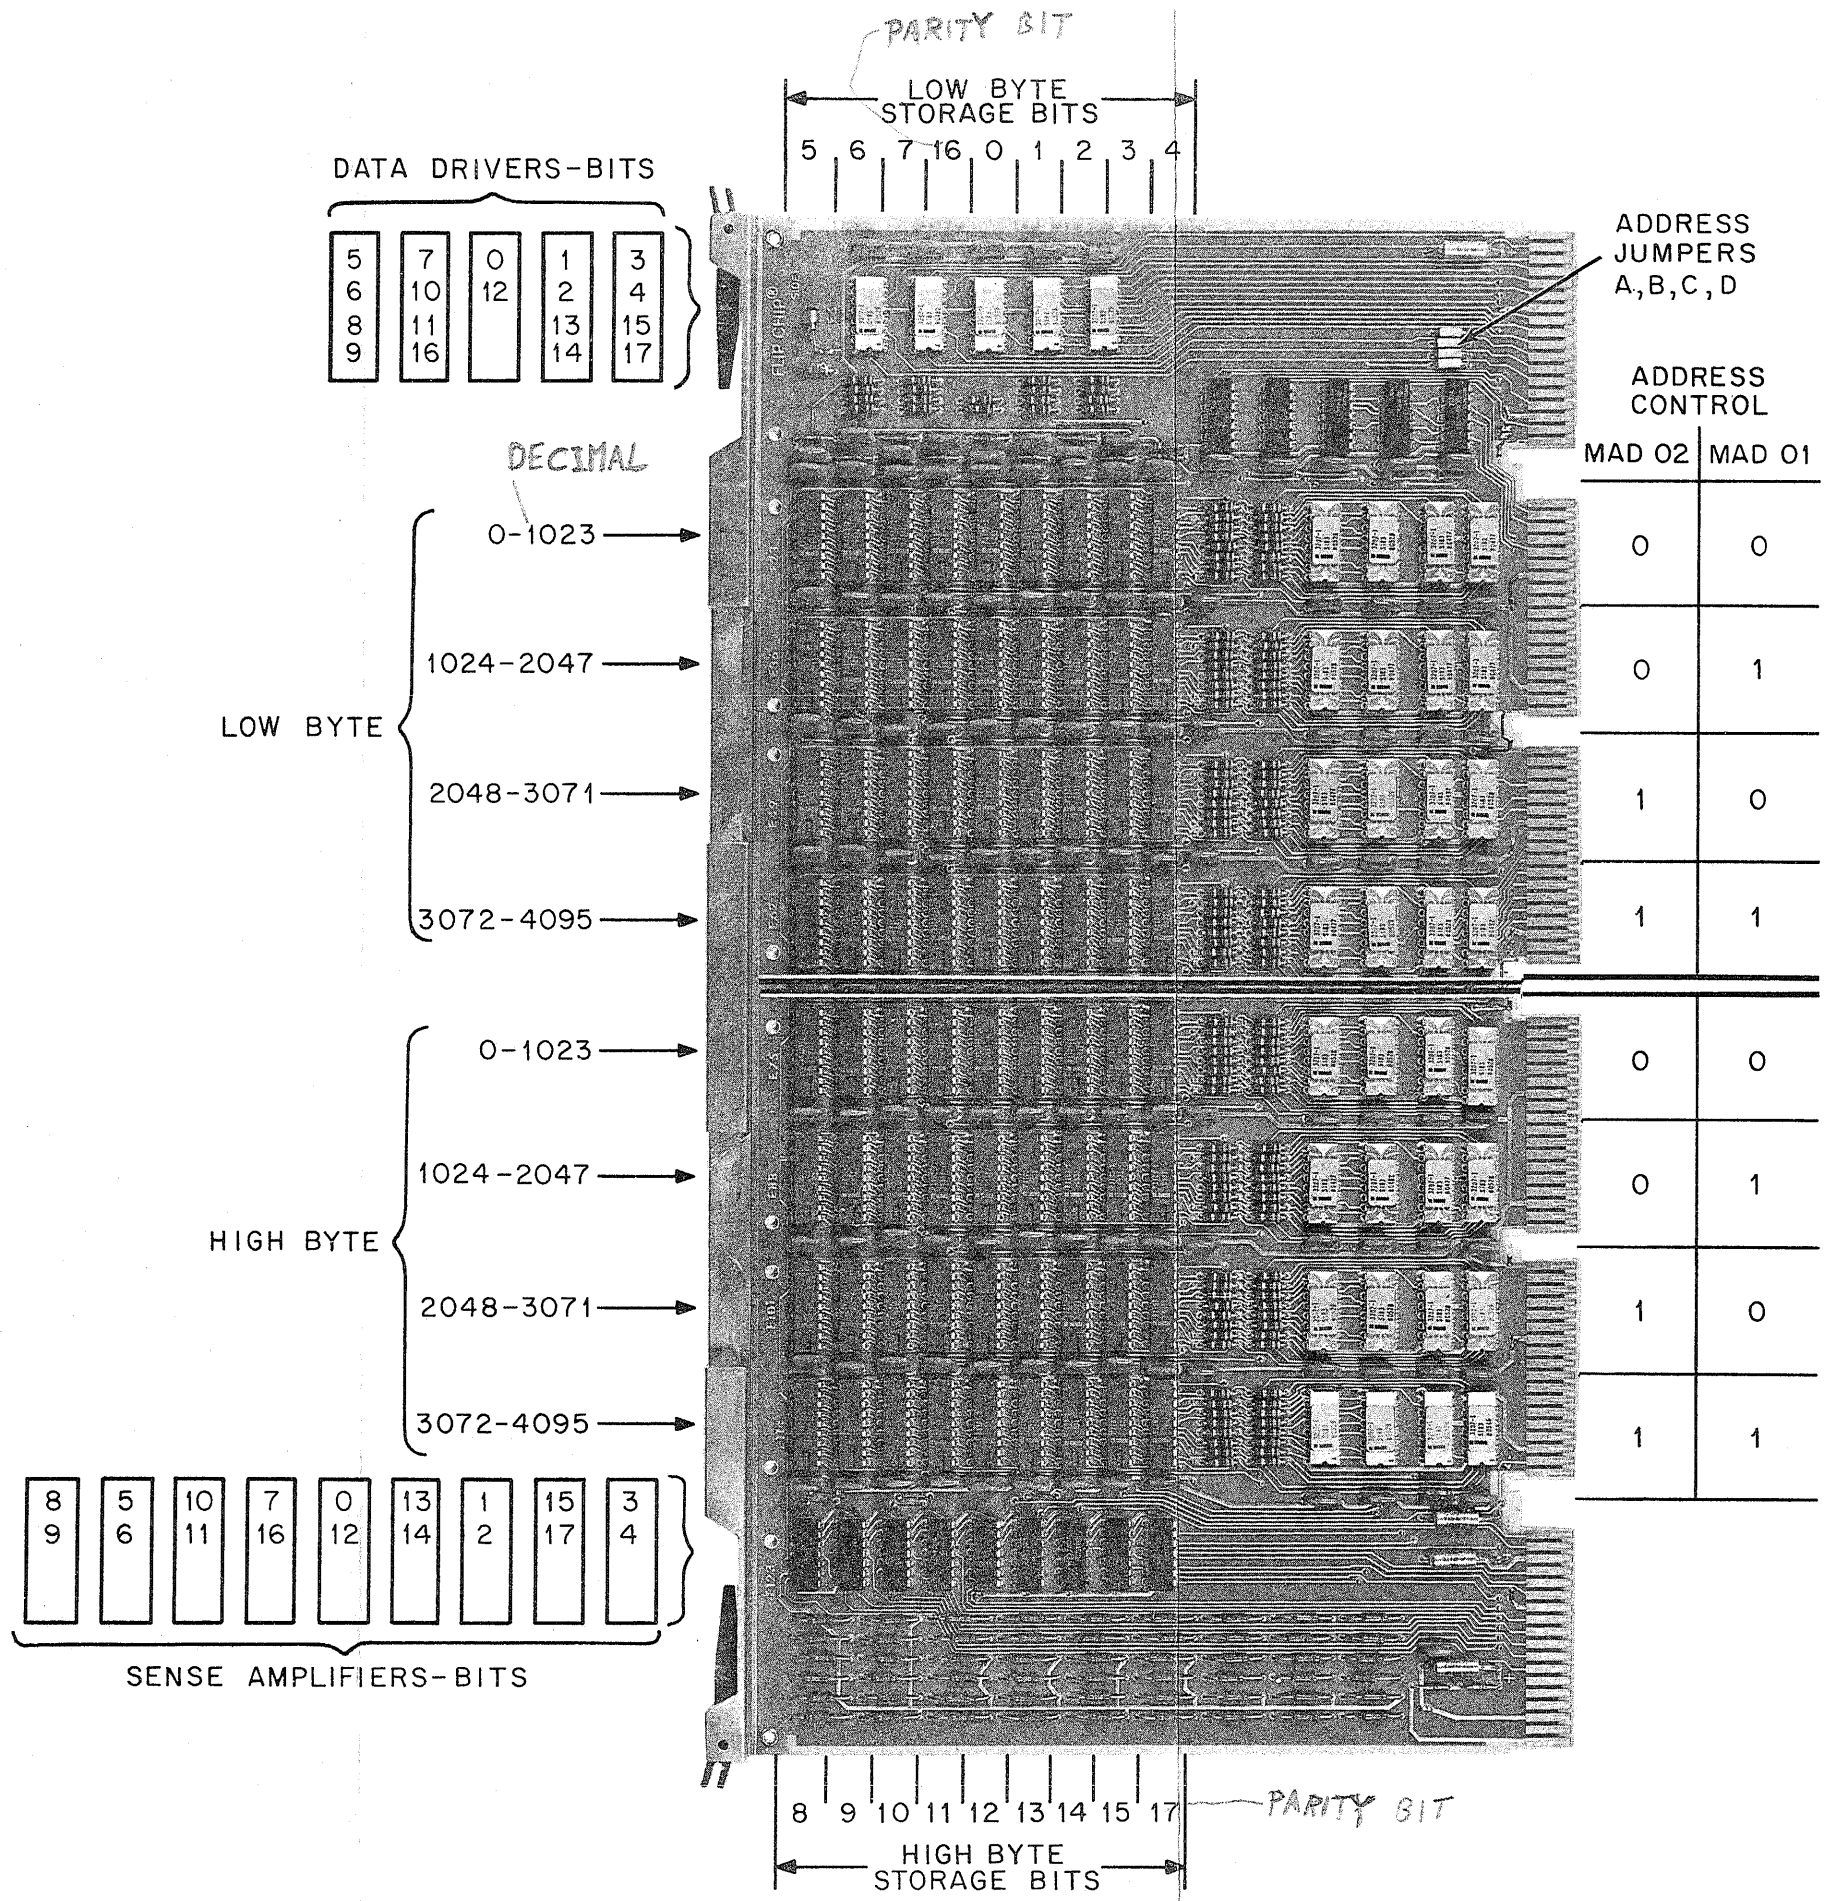 PARITY BIT
LOW BYTE
STORAGE BITS
5 6 7 16 0 1 2 3 4
DATA DRIVERS-BITS
5 7 0 1 3
6 10 12 2 4
8 11 13 15
9 16 14 17
ADDRESS
JUMPERS
A,B,C,D
FLIP CHIP
ADDRESS
CONTROL
MAD 02 MAD 01
DECIMAL
0-1023 0 0
1024-2047 0 1
LOW BYTE
2048-3071 1 0
3072-4095 1 1
0-1023 0 0
1024-2047 0 1
HIGH BYTE
2048-3071 1 0
3072-4095 1 1
8 5 10 7 0 13 1 15 3
9 6 11 16 12 14 2 17 4
SENSE AMPLIFIERS-BITS
8 9 10 11 12 13 14 15 17
PARITY BIT
HIGH BYTE
STORAGE BITS